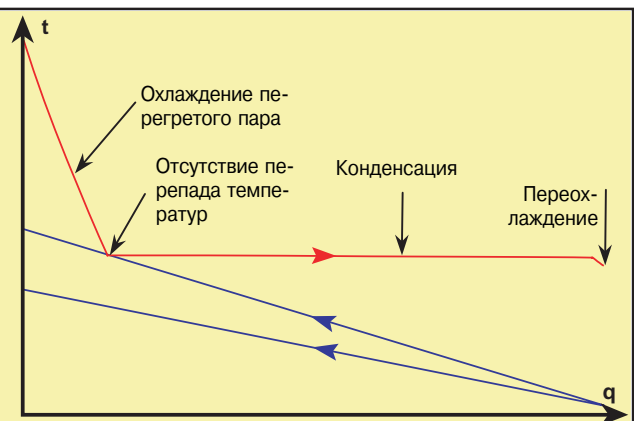 t
Охлаждение пе-
регретого пара
Отсутствие пе-
репада темпе-
ратур
Конденсация
Переох-
лаждение
q